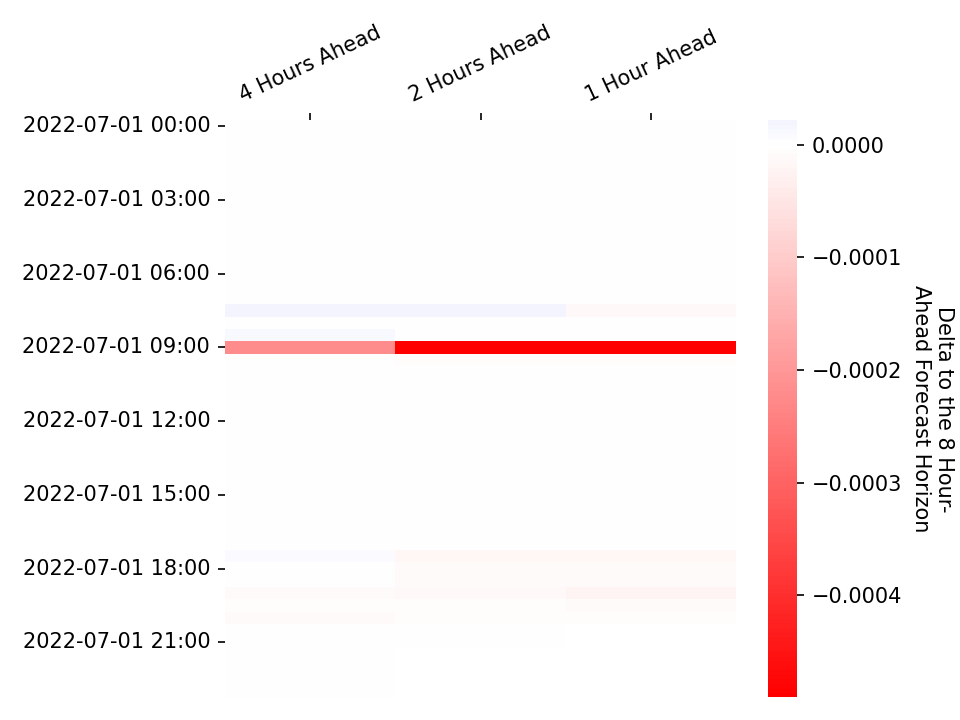 4 Hours Ahead
2 Hours Ahead
1 Hour Ahead
2022-07-01 00:00
2022-07-01 03:00
2022-07-01 06:00
2022-07-01 09:00
2022-07-01 12:00
2022-07-01 15:00
2022-07-01 18:00
2022-07-01 21:00
0.0000
−0.0001
−0.0002
−0.0003
−0.0004
Delta to the 8 Hour-
Ahead Forecast Horizon